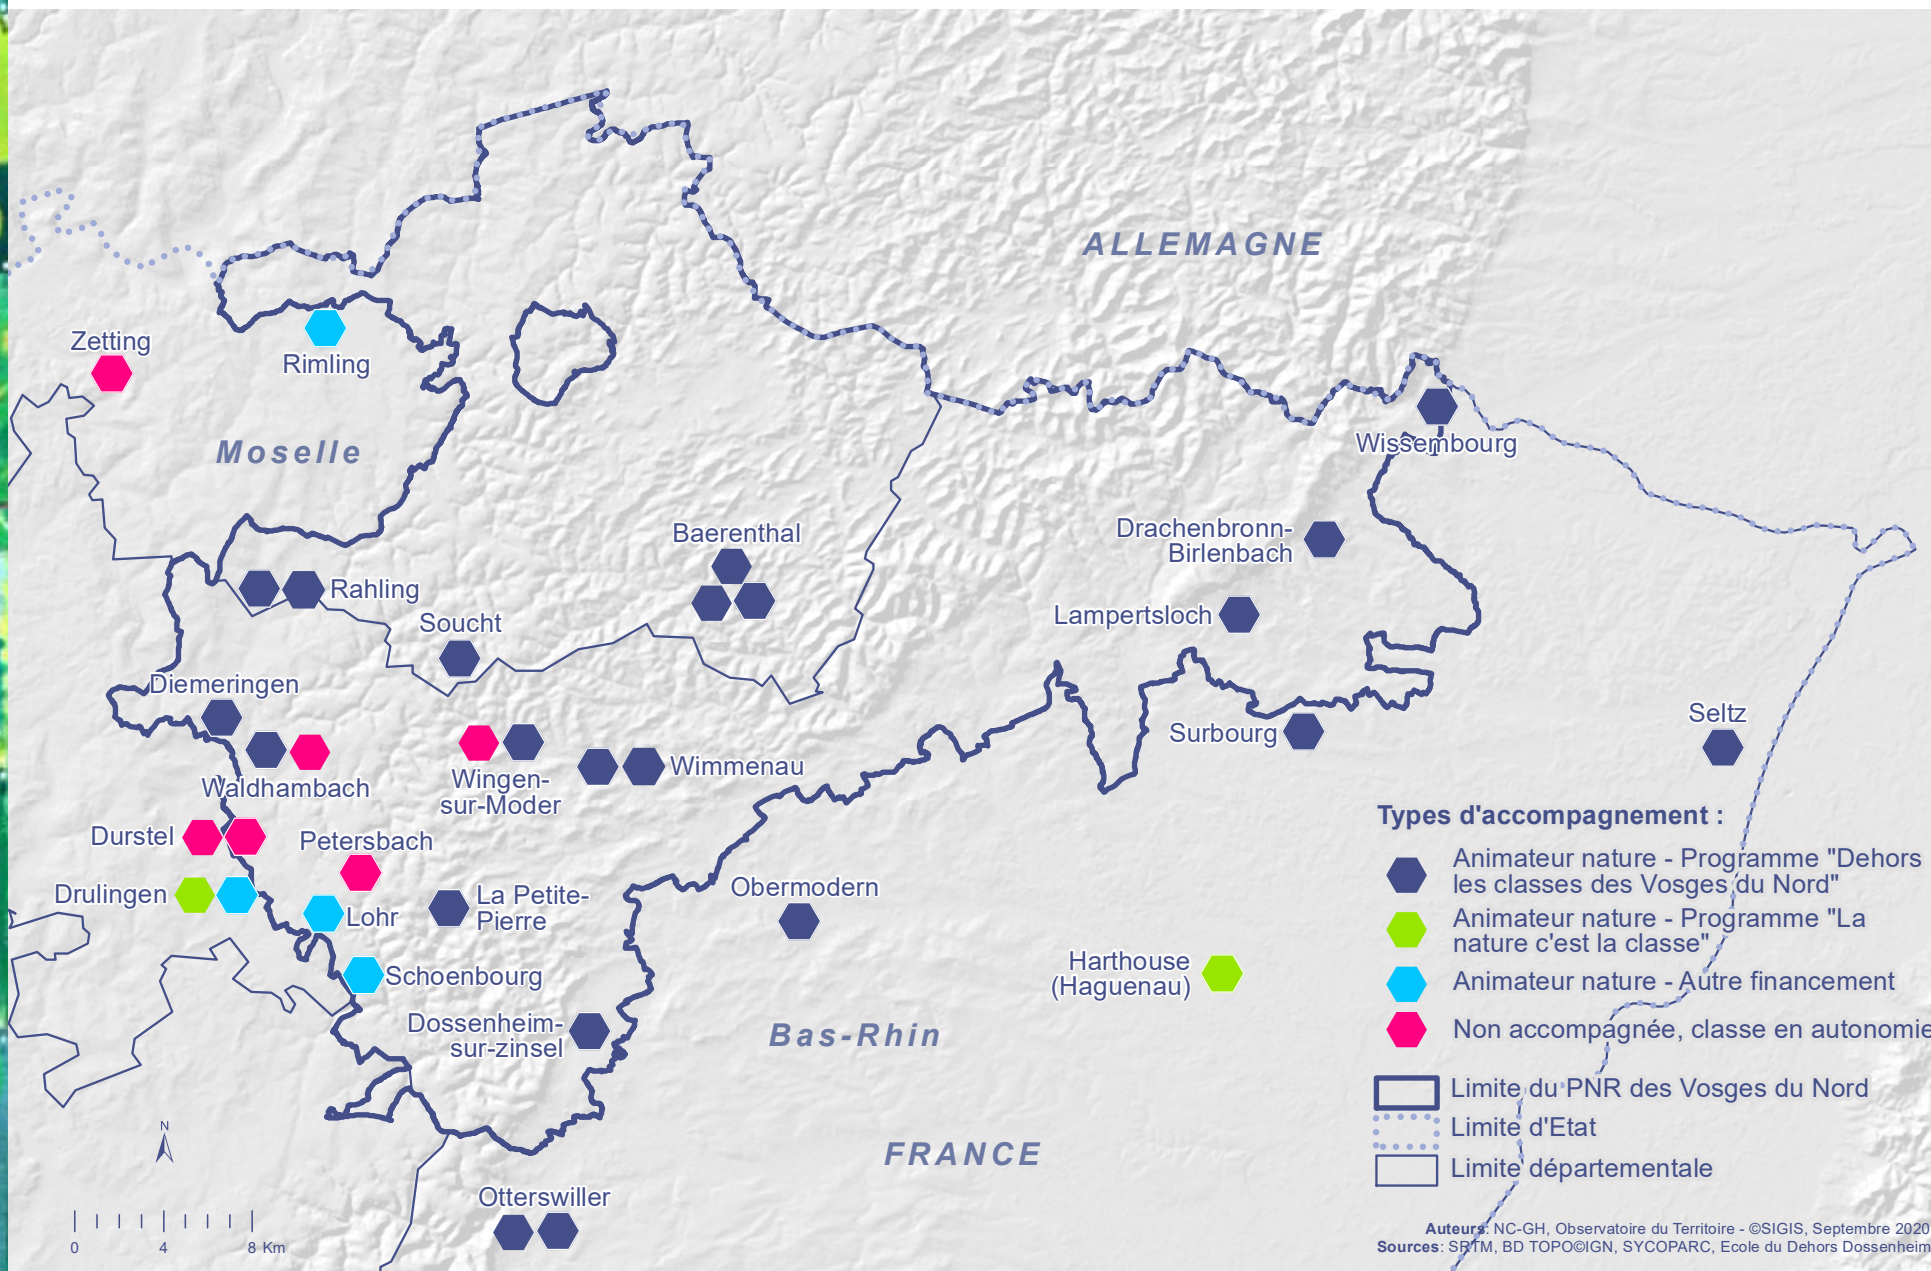 ALLEMAGNE
Zetting
Rimling
Moselle
Wissembourg
Baerenthal
Drachenbronn-
Birlenbach
Rahling
Soucht
Lampertsloch
Diemeringen
Seltz
Surbourg
Waldhambach
Wingen-
sur-Moder
Wimmenau
Durstel
Petersbach
Drulingen
Lohr
La Petite-
Pierre
Obermodern
Schoenbourg
Harthouse
(Haguenau)
Dossenheim-
sur-zinsel
Bas-Rhin
FRANCE
Otterswiller
Types d'accompagnement :
Animateur nature - Programme "Dehors
les classes des Vosges du Nord"
Animateur nature - Programme "La
nature c'est la classe"
Animateur nature - Autre financement
Non accompagnée, classe en autonomie
Limite du PNR des Vosges du Nord
Limite d'Etat
Limite départementale
N
0 4 8 Km
Auteurs: NC-GH, Observatoire du Territoire - ©SIGIS, Septembre 2020
Sources: SRTM, BD TOPO©IGN, SYCOPARC, Ecole du Dehors Dossenheim